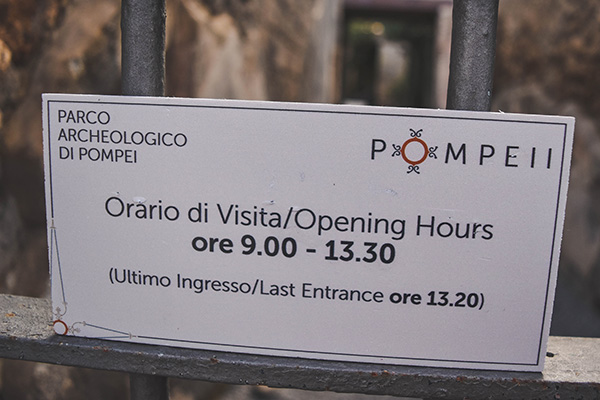 PARCO
ARCHEOLOGICO
DI POMPEI
POMPEII
Orario di Visita/Opening Hours
ore 9.00 - 13.30
(Ultimo Ingresso/Last Entrance ore 13.20)